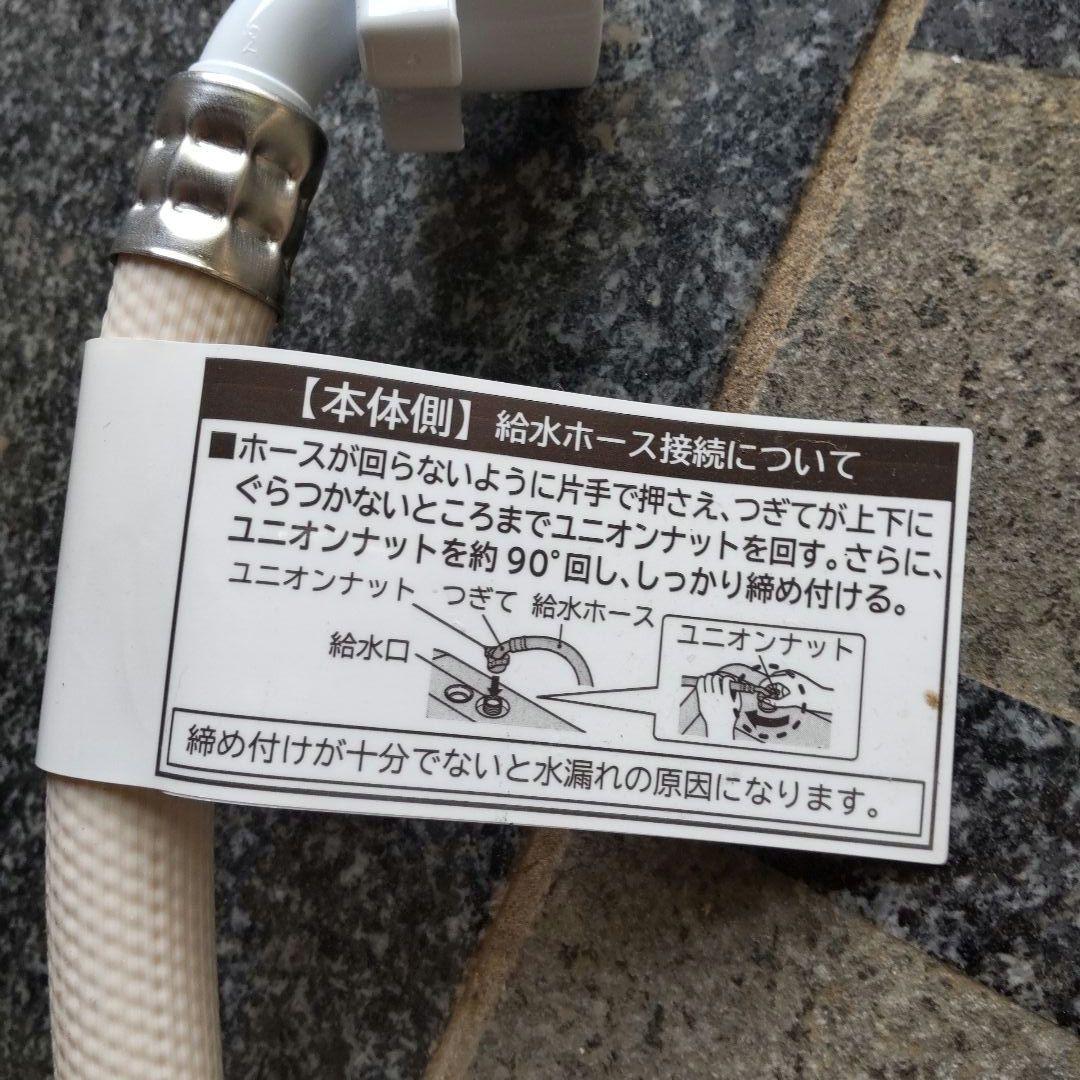 【本体側】給水ホース接続について
■ホースが回らないように片手で押さえ、つぎてが上下に
ぐらつかないところまでユニオンナットを回す。さらに、
ユニオンナットを約90°回し、しっかり締め付ける。
ユニオンナット つぎて 給水ホース
ユニオンナット
給水口
締め付けが十分でないと水漏れの原因になります。